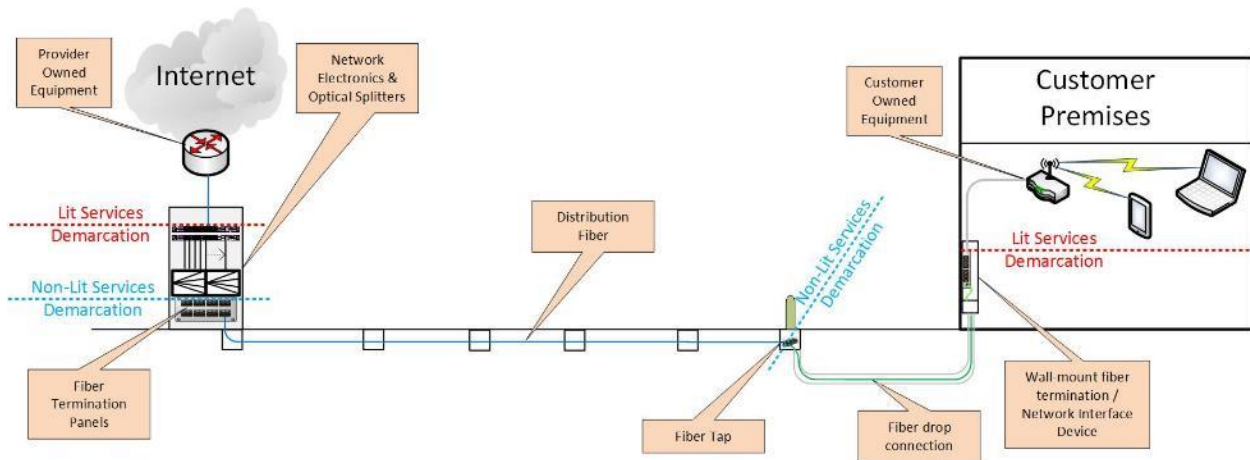 Provider
Owned
Equipment
Internet
Network
Electronics &
Optical Splitters
Customer
Owned
Equipment
Customer
Premises
Lit Services
Demarcation
Distribution
Fiber
Non-Lit Services
Demarcation
Lit Services
Demarcation
Non-Lit Services
Demarcation
Fiber
Termination
Panels
Fiber Tap
Fiber drop
connection
Wall-mount fiber
termination /
Network Interface
Device